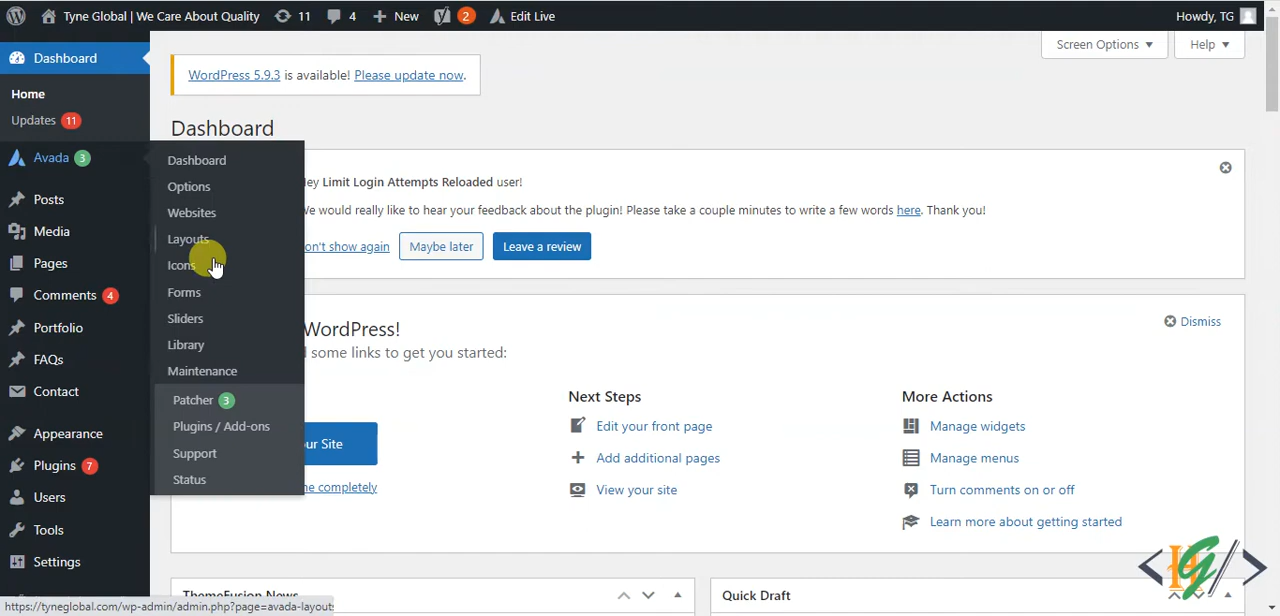 Tyne Global | We Care About Quality 11 4 New 2 Edit Live Howdy, TG
Dashboard
Home
Updates 11
Avada 3
Posts
Media
Pages
Comments 4
Portfolio
FAQs
Contact
Appearance
Plugins 7
Users
Tools
Settings
Dashboard
Options
Websites
Layouts
Icons
Forms
Sliders
Library
Maintenance
Patcher 3
Plugins / Add-ons
Support
Status
Screen Options Help
WordPress 5.9.3 is available! Please update now.
Dashboard
Limit Login Attempts Reloaded user!
would really like to hear your feedback about the plugin! Please take a couple minutes to write a few words here. Thank you!
show again Maybe later Leave a review
WordPress!
some links to get you started:
Dismiss
Site
completely
Next Steps
Edit your front page
Add additional pages
View your site
More Actions
Manage widgets
Manage menus
Turn comments on or off
Learn more about getting started
ThemeFusion News
Quick Draft
https://tyneglobal.com/wp-admin/admin.php?page=avada-layouts
HG